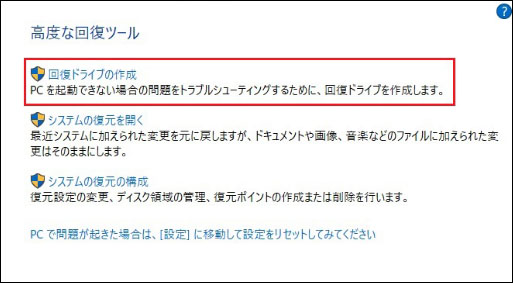 ?
高度な回復ツール
回復ドライブの作成
PC を起動できない場合の問題をトラブルシューティングするために、回復ドライブを作成します。
システムの復元を開く
最近システムに加えられた変更を元に戻しますが、ドキュメントや画像、音楽などのファイルに加えられた変
更はそのままにします。
システムの復元の構成
復元設定の変更、ディスク領域の管理、復元ポイントの作成または削除を行います。
PC で問題が起きた場合は、[設定] に移動して設定をリセットしてみてください